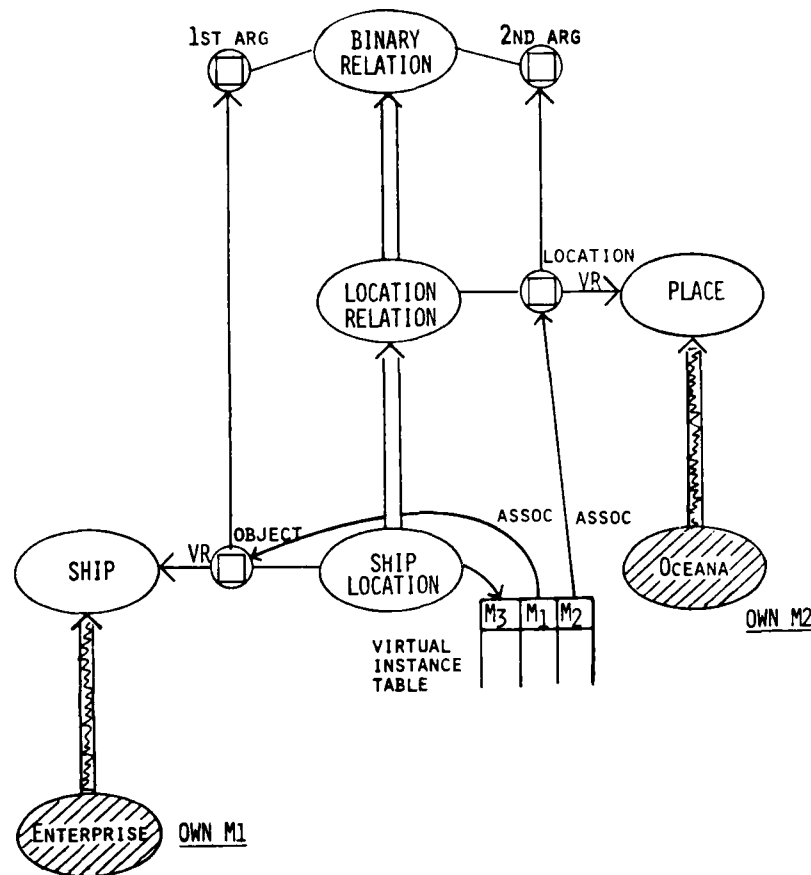 1ST ARG
BINARY
RELATION
2ND ARG
LOCATION
VR
LOCATION
RELATION
PLACE
OBJECT
ASSOC
ASSOC
VR
SHIP
SHIP
LOCATION
OCEANA
OWN M2
M3
M1
M2
VIRTUAL
INSTANCE
TABLE
ENTERPRISE
OWN M1